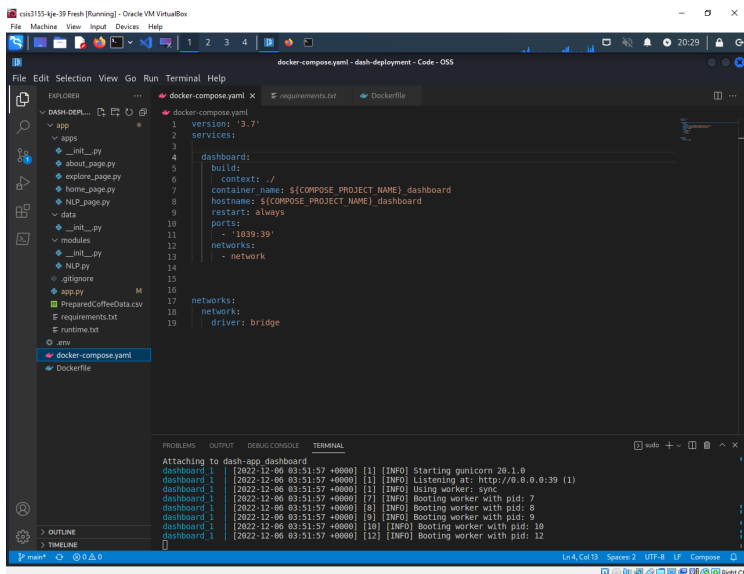 csis3155-kje-39 Fresh [Running] - Oracle VM VirtualBox
File Machine View Input Devices Help
1 2 3 4
20:29
docker-compose.yaml - dash-deployment - Code - OSS
File Edit Selection View Go Run Terminal Help
EXPLORER
DASH-DEPL...
app
apps
__init__.py
about_page.py
explore_page.py
home_page.py
NLP_page.py
data
__init__.py
modules
__init__.py
NLP.py
.gitignore
app.py M
PreparedCoffeeData.csv
requirements.txt
runtime.txt
.env
docker-compose.yaml
Dockerfile
OUTLINE
TIMELINE
docker-compose.yaml requirements.txt Dockerfile
docker-compose.yaml
1 version: '3.7'
2 services:
3
4 dashboard:
5 build:
6 context: ./
7 container_name: ${COMPOSE_PROJECT_NAME}_dashboard
8 hostname: ${COMPOSE_PROJECT_NAME}_dashboard
9 restart: always
10 ports:
11 - '1039:39'
12 networks:
13 - network
14
15
16
17 networks:
18 network:
19 driver: bridge
PROBLEMS OUTPUT DEBUG CONSOLE TERMINAL
sudo
Attaching to dash-app_dashboard
dashboard_1 | [2022-12-06 03:51:57 +0000] [1] [INFO] Starting gunicorn 20.1.0
dashboard_1 | [2022-12-06 03:51:57 +0000] [1] [INFO] Listening at: http://0.0.0.0:39 (1)
dashboard_1 | [2022-12-06 03:51:57 +0000] [1] [INFO] Using worker: sync
dashboard_1 | [2022-12-06 03:51:57 +0000] [7] [INFO] Booting worker with pid: 7
dashboard_1 | [2022-12-06 03:51:57 +0000] [8] [INFO] Booting worker with pid: 8
dashboard_1 | [2022-12-06 03:51:57 +0000] [9] [INFO] Booting worker with pid: 9
dashboard_1 | [2022-12-06 03:51:57 +0000] [10] [INFO] Booting worker with pid: 10
dashboard_1 | [2022-12-06 03:51:57 +0000] [12] [INFO] Booting worker with pid: 12
main* 0 0 Ln 4, Col 13 Spaces: 2 UTF-8 LF Compose
Right Ct